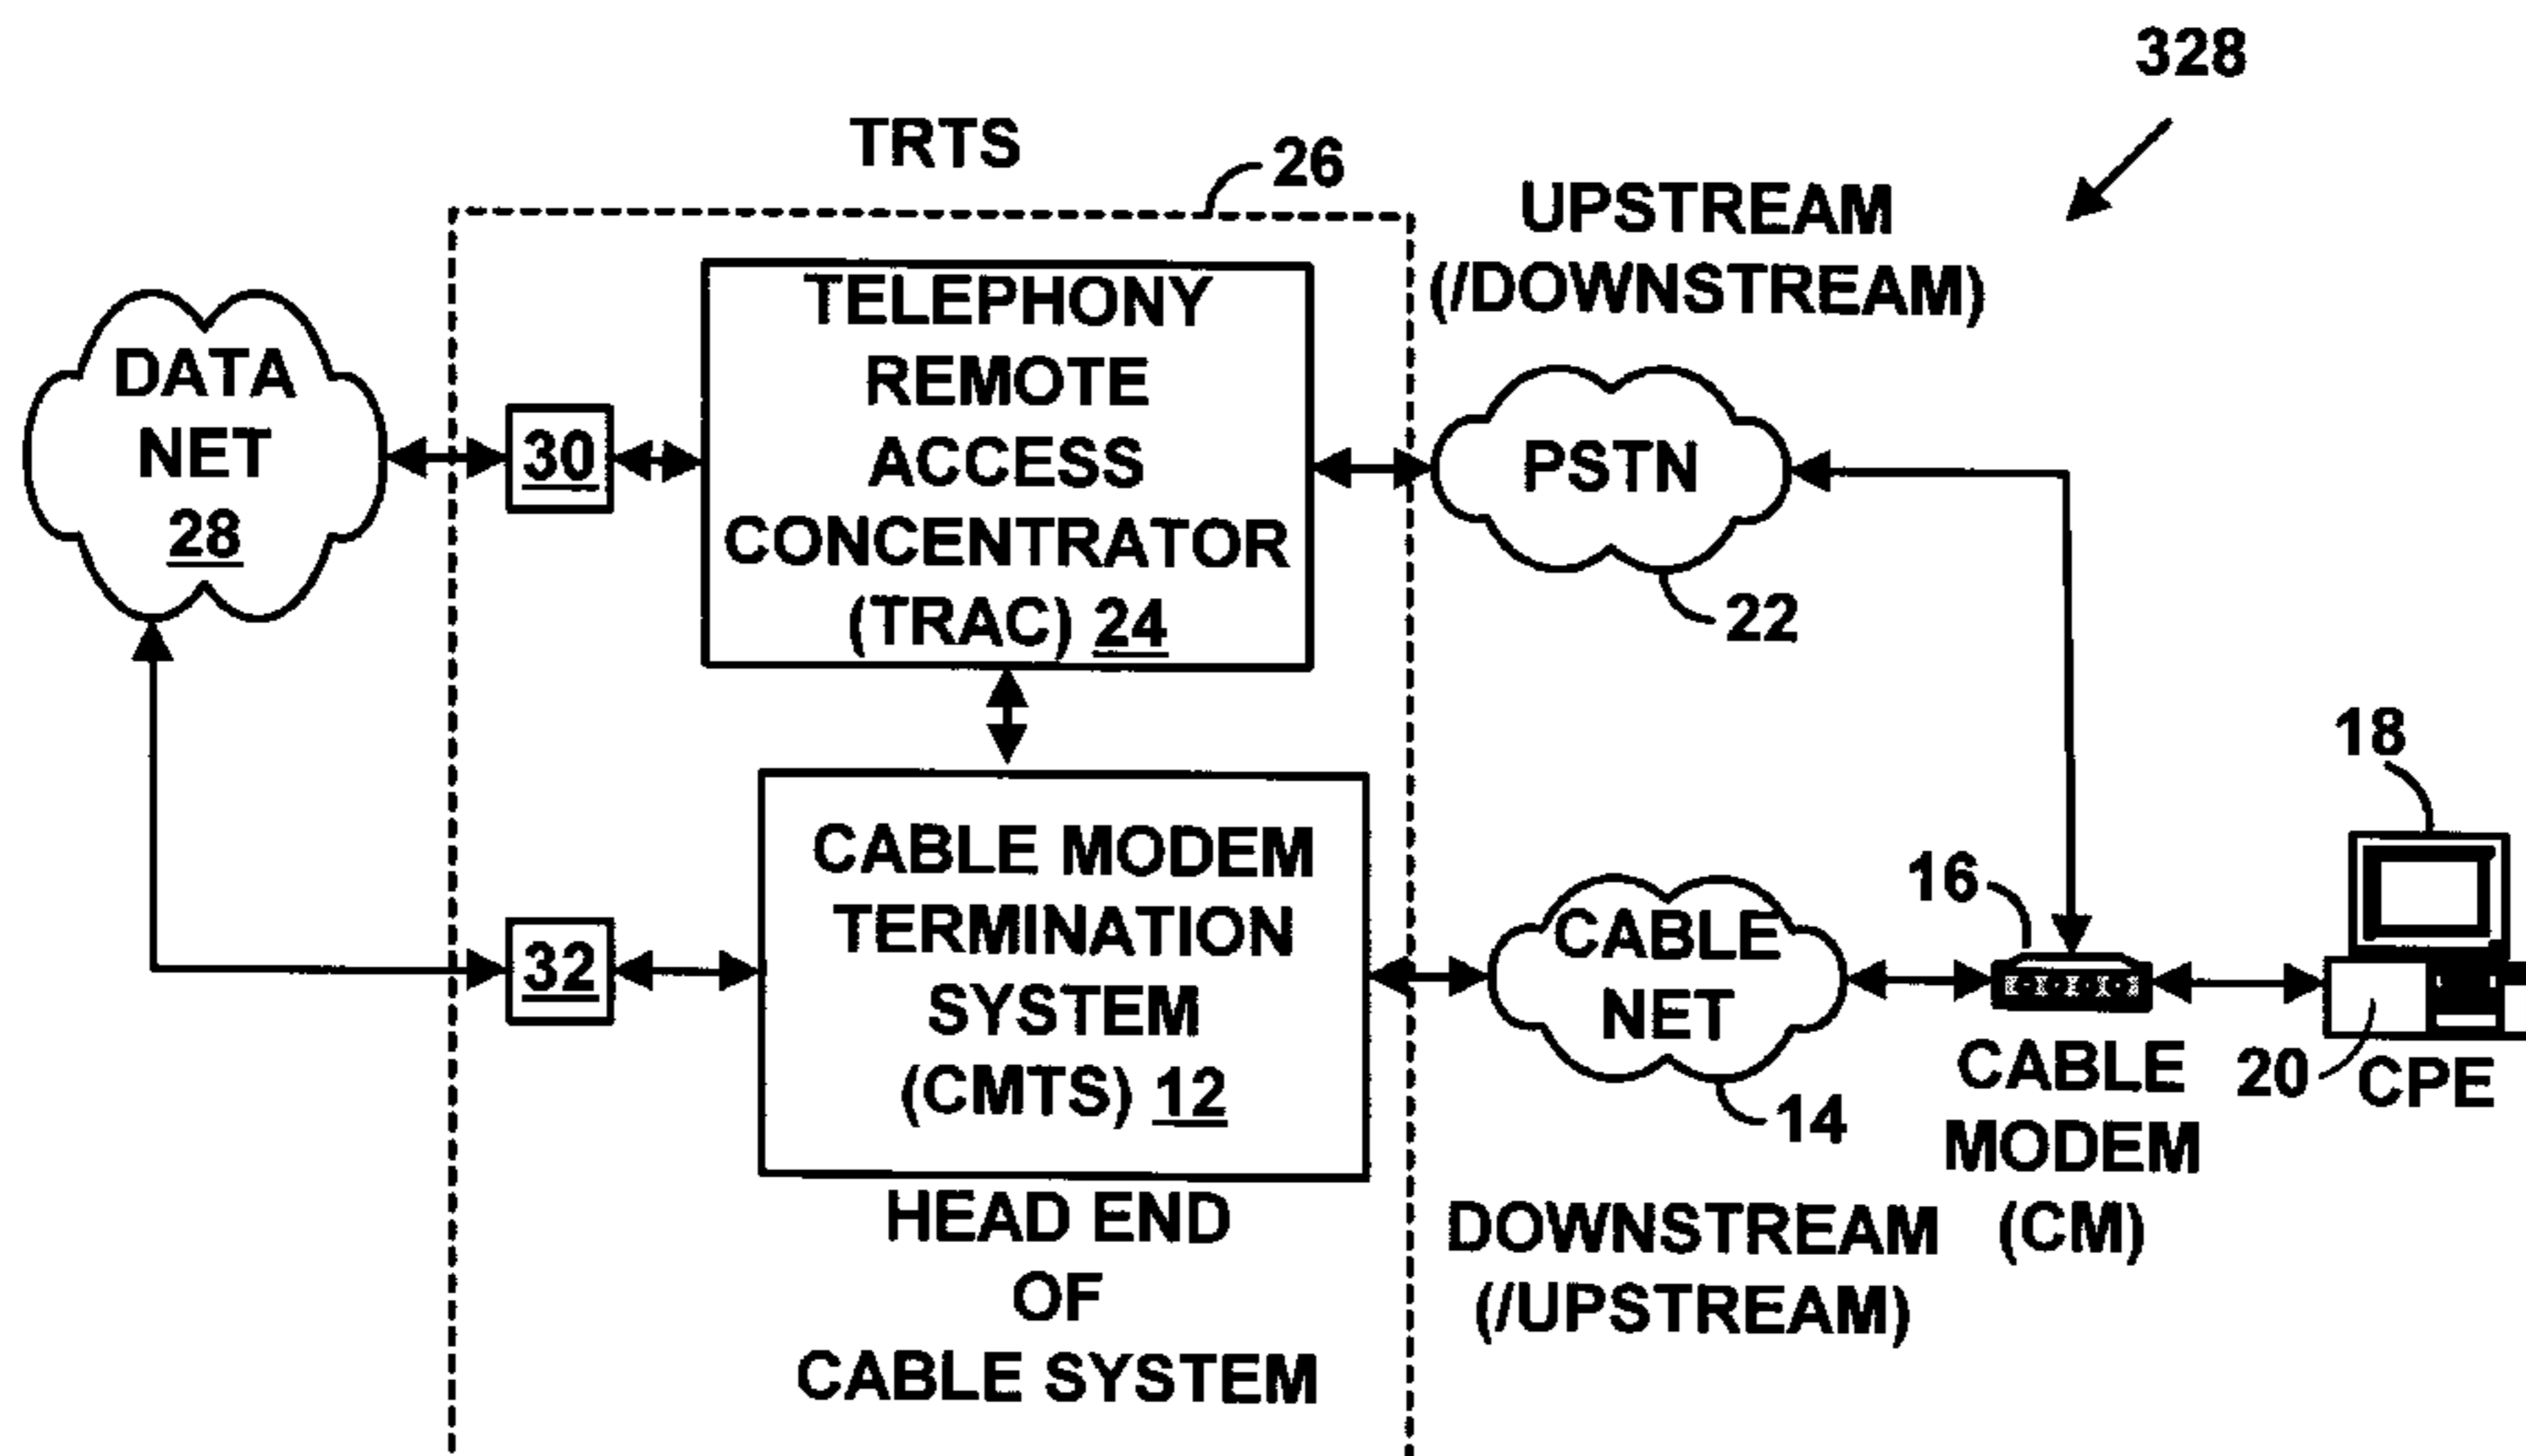 328
TRTS
26
UPSTREAM
(/DOWNSTREAM)
DATA
NET
28
30
TELEPHONY
REMOTE
ACCESS
CONCENTRATOR
(TRAC) 24
PSTN
22
32
CABLE MODEM
TERMINATION
SYSTEM
(CMTS) 12
HEAD END
OF
CABLE SYSTEM
CABLE
NET
14
DOWNSTREAM
(/UPSTREAM)
16
CABLE
MODEM
(CM)
18
20
CPE